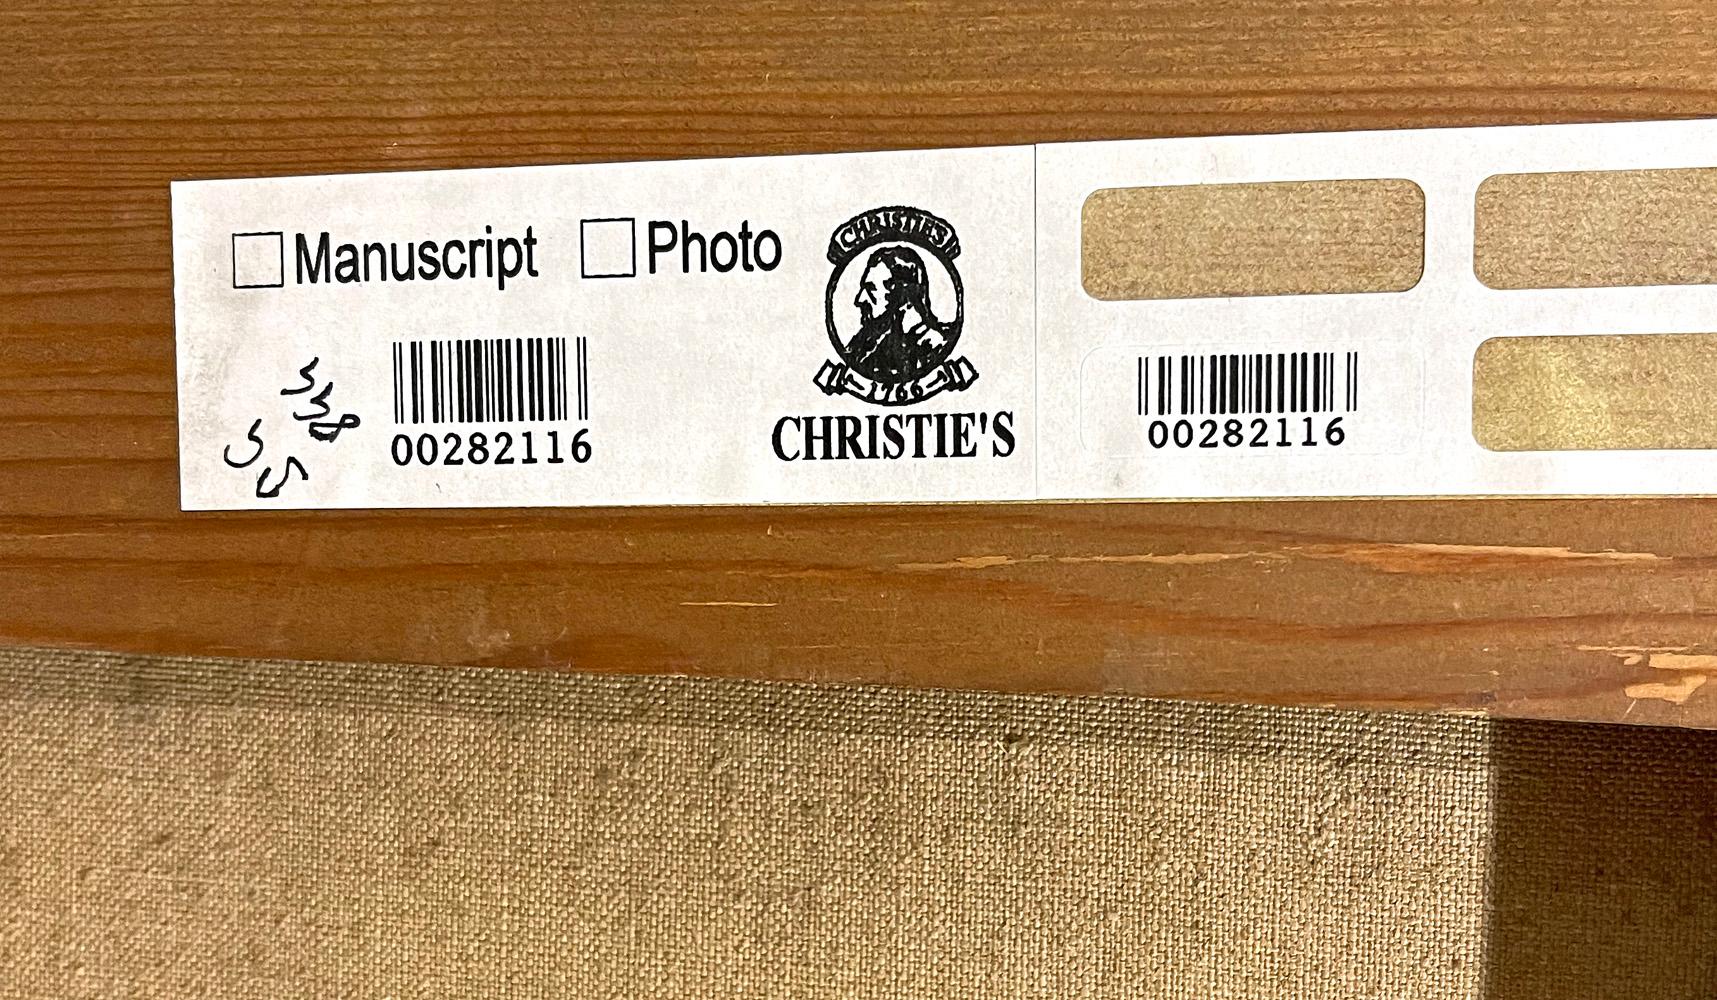 Manuscript Photo
CHRISTIE'S
1766
CHRISTIE'S
00282116
00282116